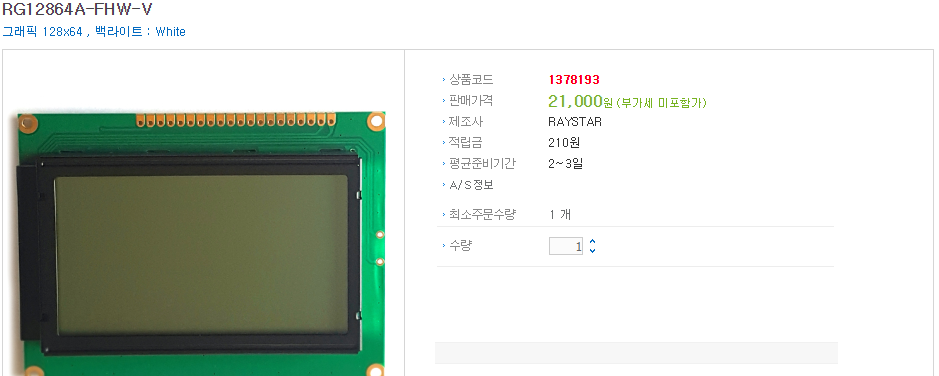 RG12864A-FHW-V
그래픽 128x64 , 백라이트 : White
상품코드 1378193
판매가격 21,000원 (부가세 미포함가)
제조사 RAYSTAR
적립금 210원
평균준비기간 2~3일
A/S정보
최소주문수량 1 개
수량 1